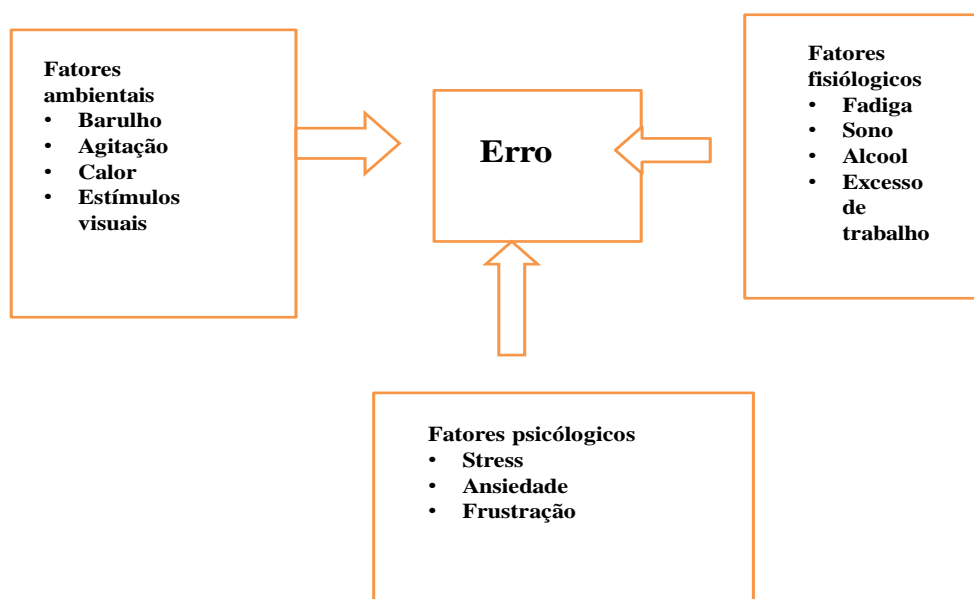 Fatores
ambientais
• Barulho
• Agitação
• Calor
• Estímulos
visuais
Erro
Fatores
fisiólogicos
• Fadiga
• Sono
• Alcool
• Excesso
de
trabalho
Fatores psicólogicos
• Stress
• Ansiedade
• Frustração